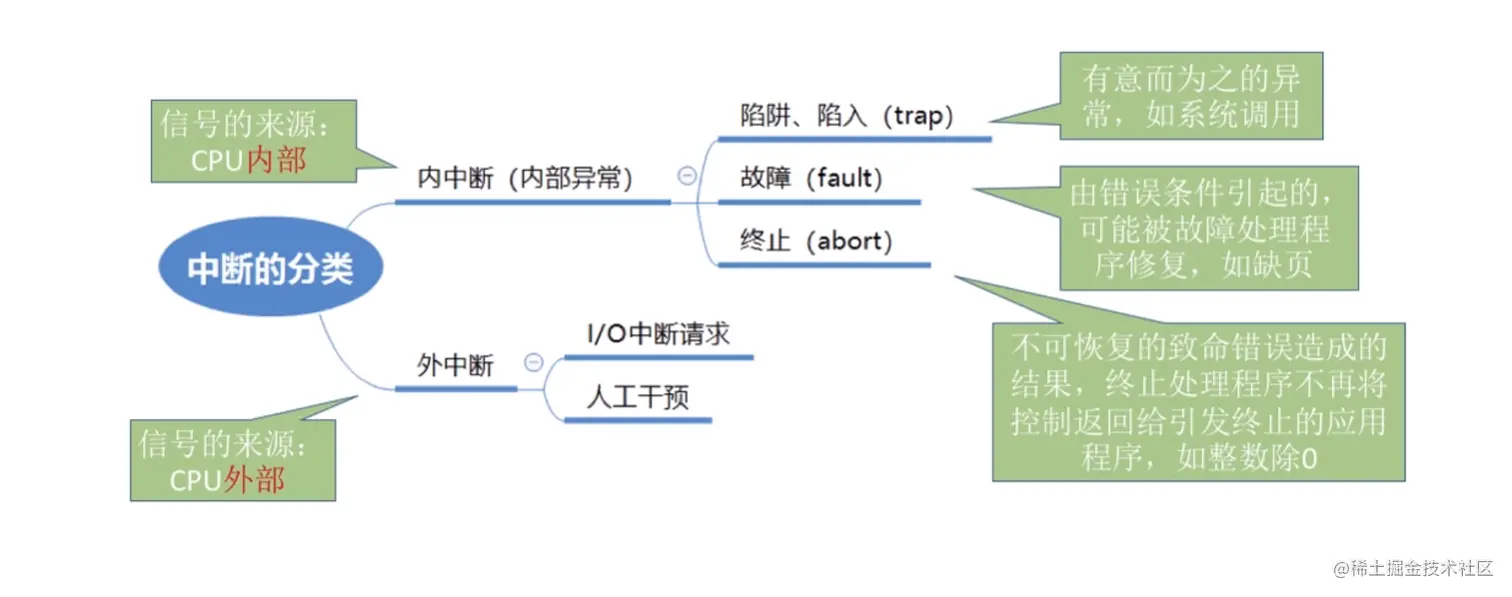 信号的来源：
CPU内部
中断的分类
内中断（内部异常）
陷阱、陷入（trap）
有意而为之的异
常，如系统调用
故障（fault）
由错误条件引起的，
可能被故障处理程
序修复，如缺页
终止（abort）
不可恢复的致命错误造成的
结果，终止处理程序不再将
控制返回给引发终止的应用
程序，如整数除0
外中断
I/O中断请求
人工干预
信号的来源：
CPU外部
@稀土掘金技术社区